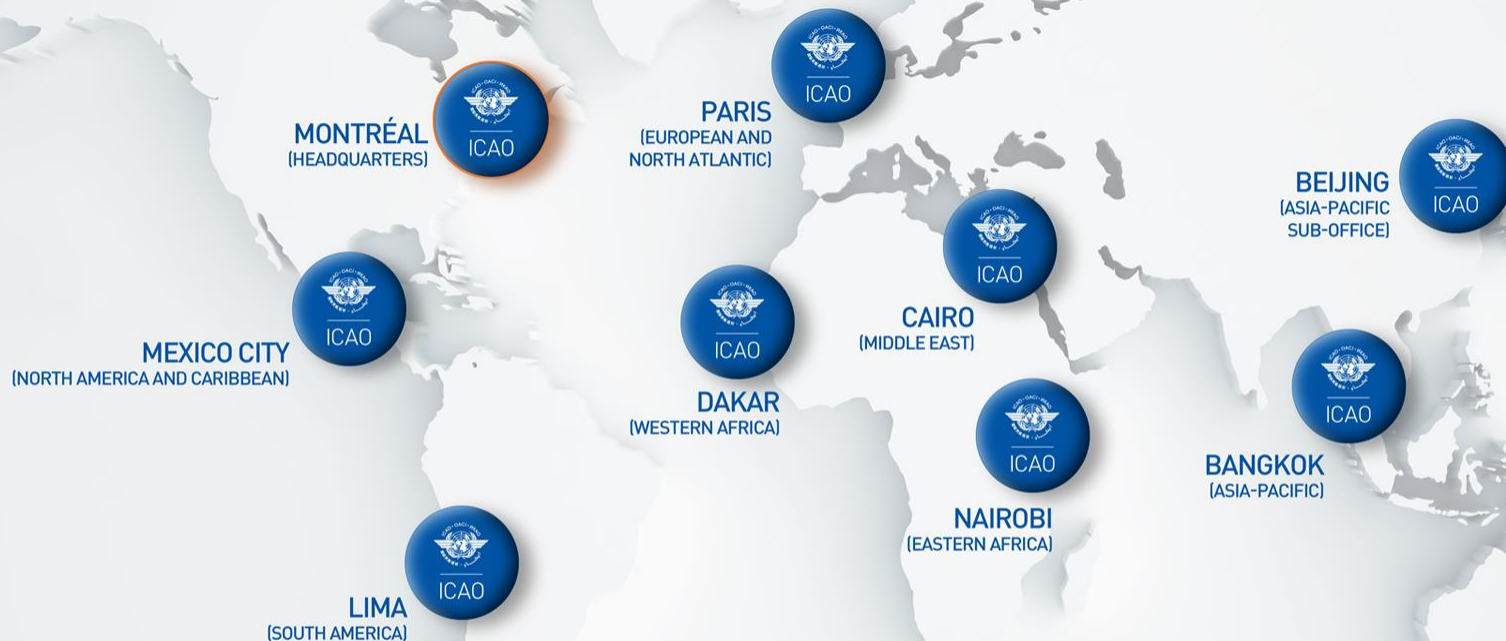 ICAO
MONTRÉAL
(HEADQUARTERS)
ICAO
PARIS
(EUROPEAN AND
NORTH ATLANTIC)
ICAO
BEIJING
(ASIA-PACIFIC
SUB-OFFICE)
ICAO
MEXICO CITY
(NORTH AMERICA AND CARIBBEAN)
ICAO
DAKAR
(WESTERN AFRICA)
ICAO
CAIRO
(MIDDLE EAST)
ICAO
NAIROBI
(EASTERN AFRICA)
ICAO
BANGKOK
(ASIA-PACIFIC)
ICAO
LIMA
(SOUTH AMERICA)